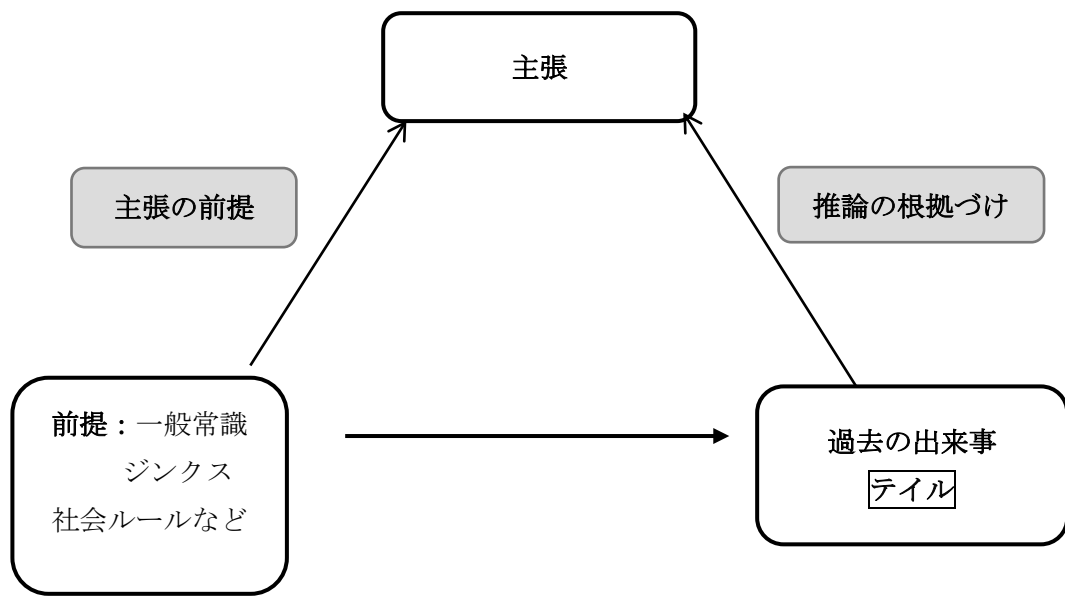 主張
主張の前提
推論の根拠づけ
前提：一般常識
ジンクス
社会ルールなど
過去の出来事
テイル